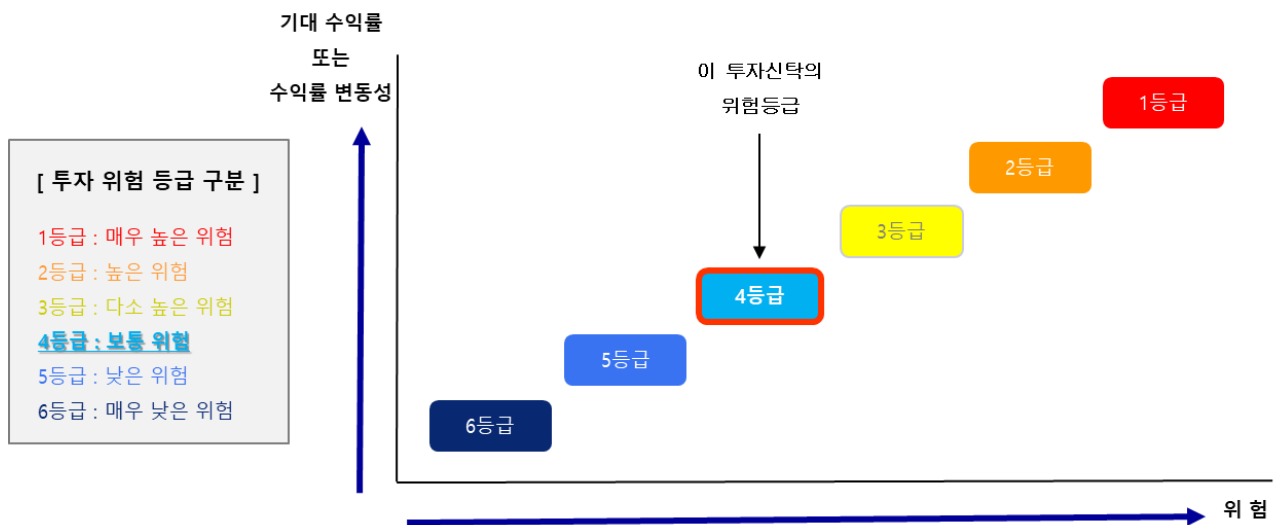 기대 수익률
또는
수익률 변동성
이 투자신탁의
위험등급
1등급
2등급
3등급
4등급
5등급
6등급
위 험
[ 투자 위험 등급 구분 ]
1등급 : 매우 높은 위험
2등급 : 높은 위험
3등급 : 다소 높은 위험
4등급 : 보통 위험
5등급 : 낮은 위험
6등급 : 매우 낮은 위험